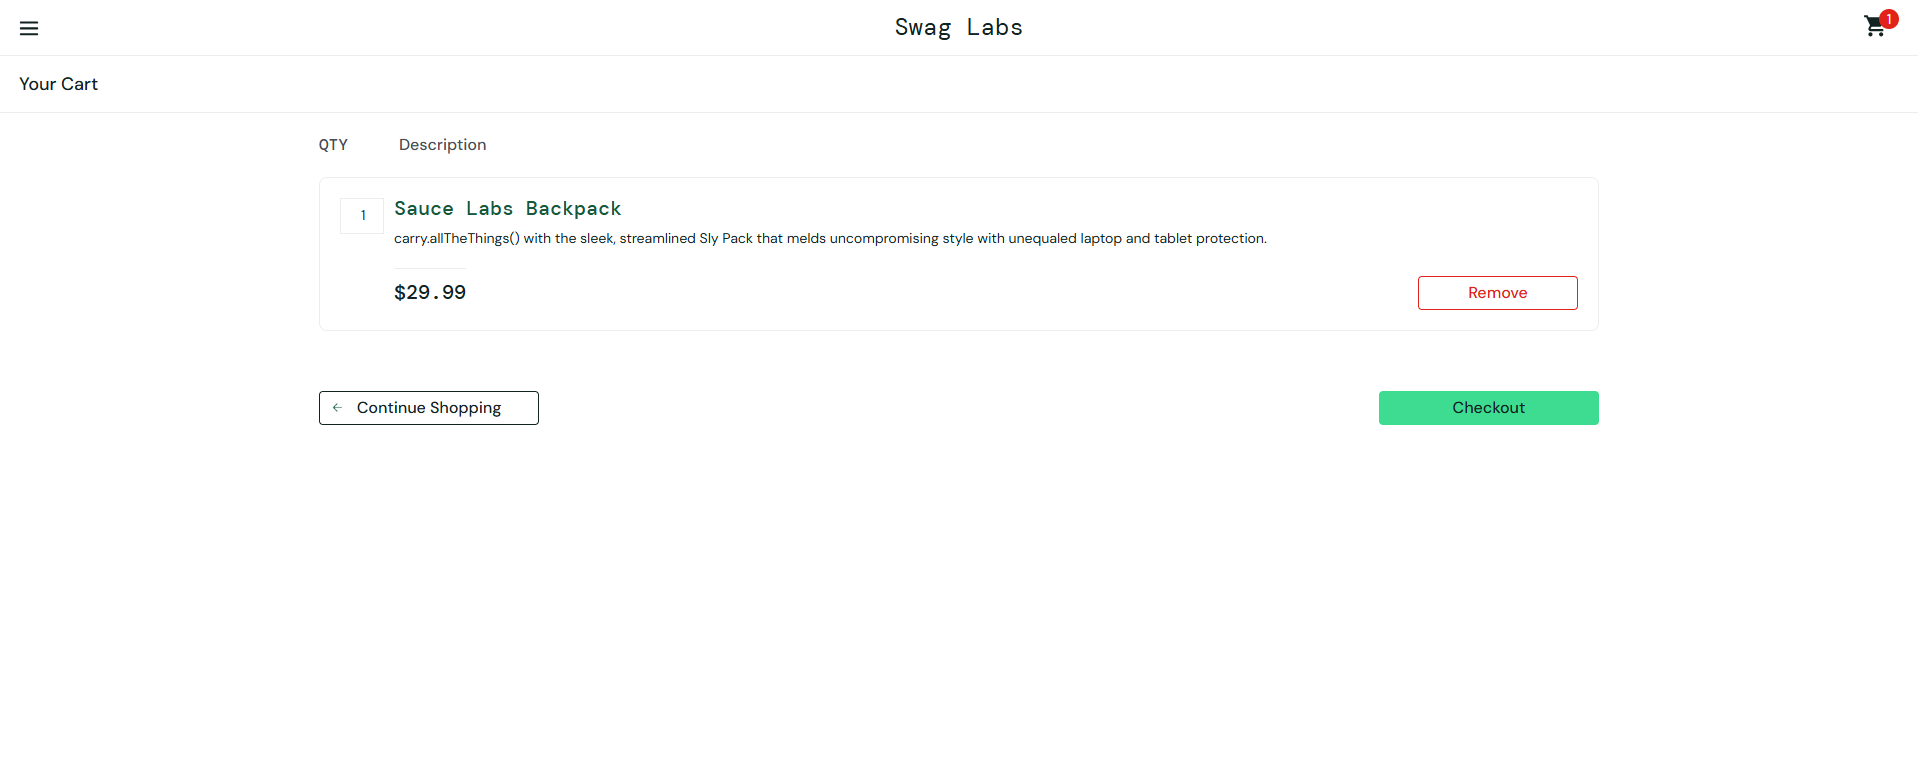 Swag Labs
1
Your Cart
QTY Description
1
Sauce Labs Backpack
carry.allTheThings() with the sleek, streamlined Sly Pack that melds uncompromising style with unequaled laptop and tablet protection.
$29.99
Remove
Continue Shopping
Checkout